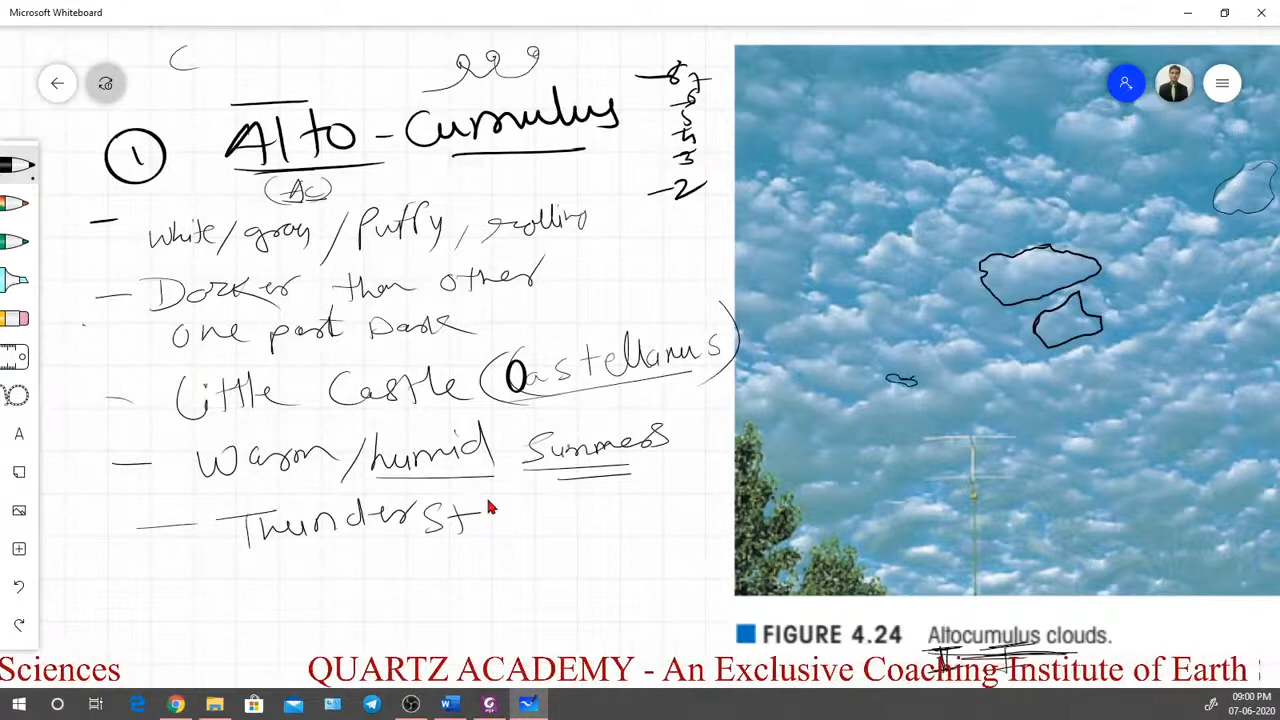 Microsoft Whiteboard
C
1 Alto - Cumulus
(Ac)
8
7
6
5
4
3
2
- White/gray/Puffy, rolling
- Darker than other
one part Dark
- Little Castle (Castellanus)
- Warm/humid Summers
- Thunder st
A
FIGURE 4.24 Altocumulus clouds.
Sciences QUARTZ ACADEMY - An Exclusive Coaching Institute of Earth
09:00 PM
07-06-2020